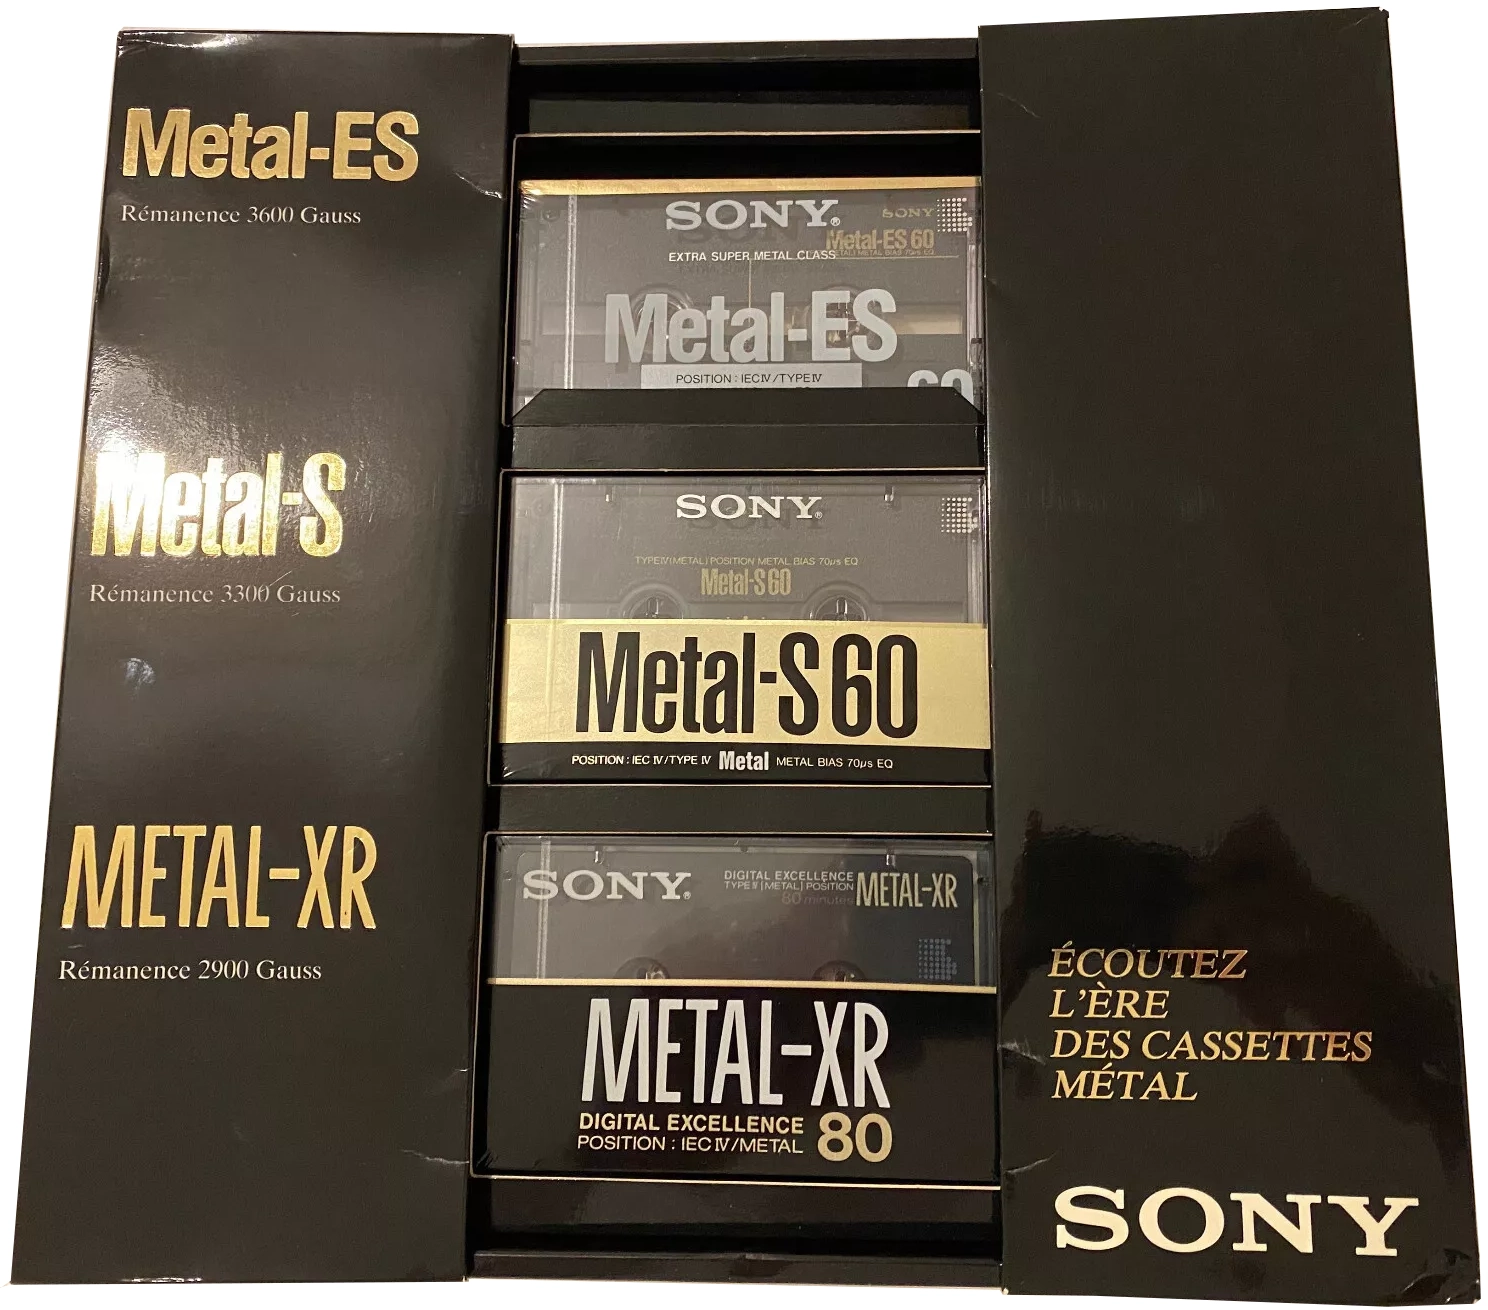 Metal-ES
Rémanence 3600 Gauss
Metal-S
Rémanence 3300 Gauss
METAL-XR
Rémanence 2900 Gauss
SONY®
SONY
Metal-ES 60
EXTRA SUPER METAL CLASS
Metal-ES
POSITION : IEC IV / TYPE IV
60
SONY®
TYPE IV (METAL) POSITION METAL BIAS 70µs EQ
Metal-S 60
Metal-S 60
POSITION : IEC IV / TYPE IV Metal METAL BIAS 70µs EQ
SONY®
DIGITAL EXCELLENCE
TYPE IV (METAL) POSITION
80 minutes
METAL-XR
METAL-XR
DIGITAL EXCELLENCE
POSITION : IEC IV/METAL
80
ÉCOUTEZ
L'ÈRE
DES CASSETTES
MÉTAL
SONY